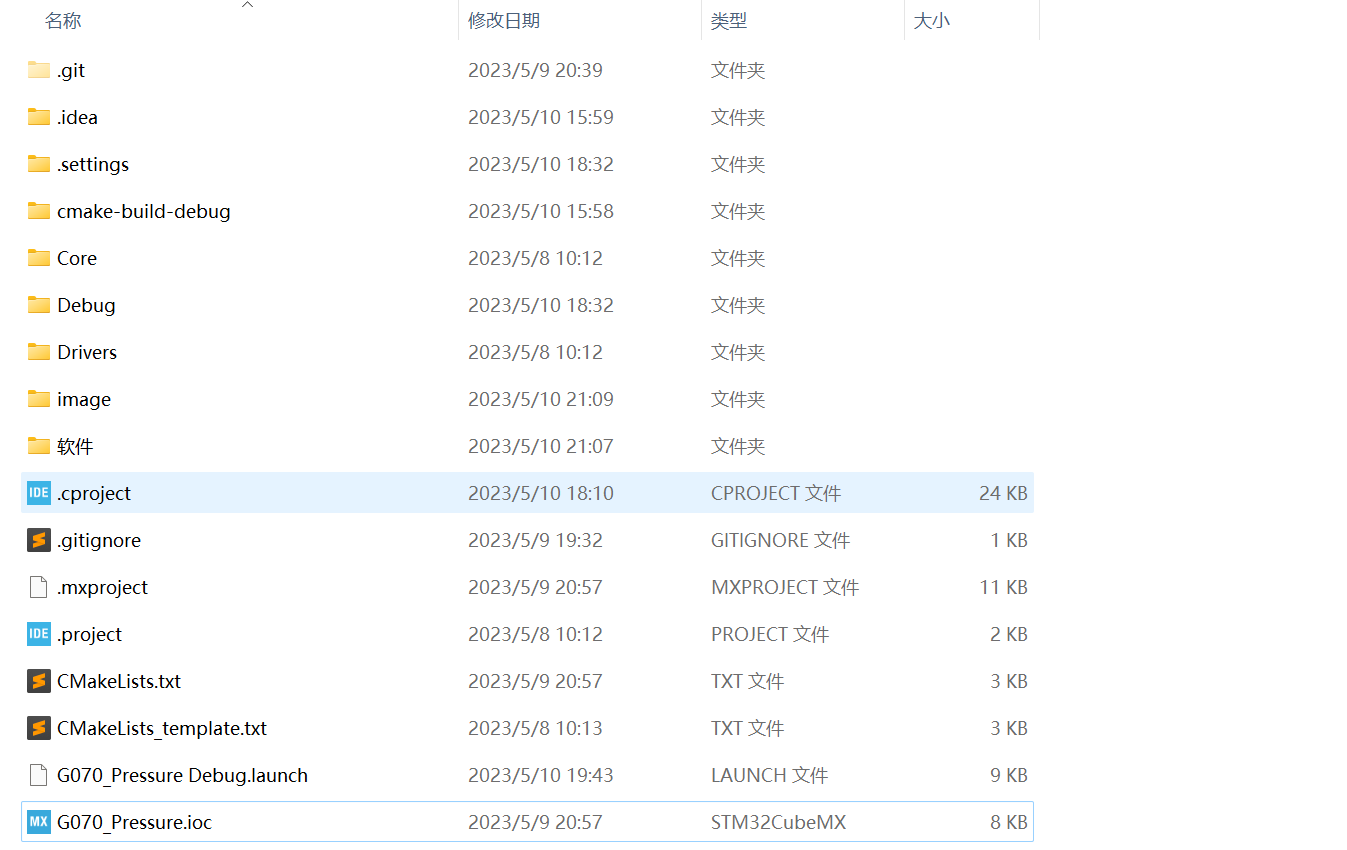 名称 修改日期 类型 大小
.git 2023/5/9 20:39 文件夹
.idea 2023/5/10 15:59 文件夹
.settings 2023/5/10 18:32 文件夹
cmake-build-debug 2023/5/10 15:58 文件夹
Core 2023/5/8 10:12 文件夹
Debug 2023/5/10 18:32 文件夹
Drivers 2023/5/8 10:12 文件夹
image 2023/5/10 21:09 文件夹
软件 2023/5/10 21:07 文件夹
IDE .cproject 2023/5/10 18:10 CPROJECT 文件 24 KB
.gitignore 2023/5/9 19:32 GITIGNORE 文件 1 KB
.mxproject 2023/5/9 20:57 MXPROJECT 文件 11 KB
IDE .project 2023/5/8 10:12 PROJECT 文件 2 KB
CMakeLists.txt 2023/5/9 20:57 TXT 文件 3 KB
CMakeLists_template.txt 2023/5/8 10:13 TXT 文件 3 KB
G070_Pressure Debug.launch 2023/5/10 19:43 LAUNCH 文件 9 KB
MX G070_Pressure.ioc 2023/5/9 20:57 STM32CubeMX 8 KB